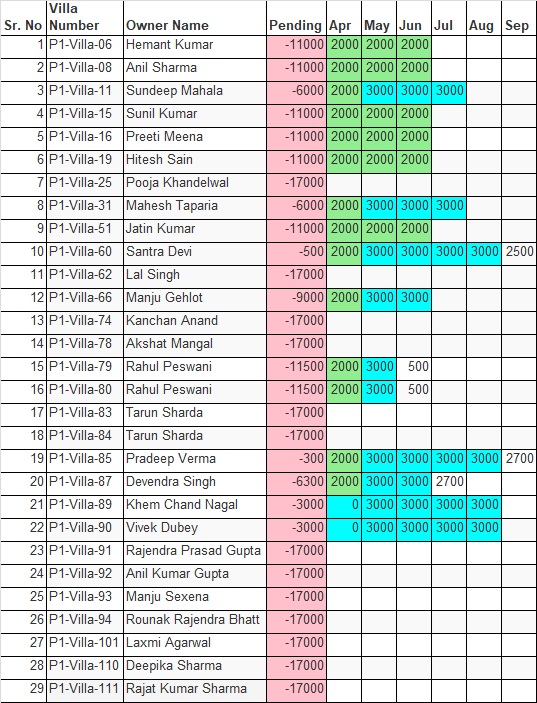 Sr. No Villa Number Owner Name Pending Apr May Jun Jul Aug Sep
1 P1-Villa-06 Hemant Kumar -11000 2000 2000 2000
2 P1-Villa-08 Anil Sharma -11000 2000 2000 2000
3 P1-Villa-11 Sundeep Mahala -6000 2000 3000 3000 3000
4 P1-Villa-15 Sunil Kumar -11000 2000 2000 2000
5 P1-Villa-16 Preeti Meena -11000 2000 2000 2000
6 P1-Villa-19 Hitesh Sain -11000 2000 2000 2000
7 P1-Villa-25 Pooja Khandelwal -17000
8 P1-Villa-31 Mahesh Taparia -6000 2000 3000 3000 3000
9 P1-Villa-51 Jatin Kumar -11000 2000 2000 2000
10 P1-Villa-60 Santra Devi -500 2000 3000 3000 3000 3000 2500
11 P1-Villa-62 Lal Singh -17000
12 P1-Villa-66 Manju Gehlot -9000 2000 3000 3000
13 P1-Villa-74 Kanchan Anand -17000
14 P1-Villa-78 Akshat Mangal -17000
15 P1-Villa-79 Rahul Peswani -11500 2000 3000 500
16 P1-Villa-80 Rahul Peswani -11500 2000 3000 500
17 P1-Villa-83 Tarun Sharda -17000
18 P1-Villa-84 Tarun Sharda -17000
19 P1-Villa-85 Pradeep Verma -300 2000 3000 3000 3000 3000 2700
20 P1-Villa-87 Devendra Singh -6300 2000 3000 3000 2700
21 P1-Villa-89 Khem Chand Nagal -3000 0 3000 3000 3000 3000
22 P1-Villa-90 Vivek Dubey -3000 0 3000 3000 3000 3000
23 P1-Villa-91 Rajendra Prasad Gupta -17000
24 P1-Villa-92 Anil Kumar Gupta -17000
25 P1-Villa-93 Manju Sexena -17000
26 P1-Villa-94 Rounak Rajendra Bhatt -17000
27 P1-Villa-101 Laxmi Agarwal -17000
28 P1-Villa-110 Deepika Sharma -17000
29 P1-Villa-111 Rajat Kumar Sharma -17000